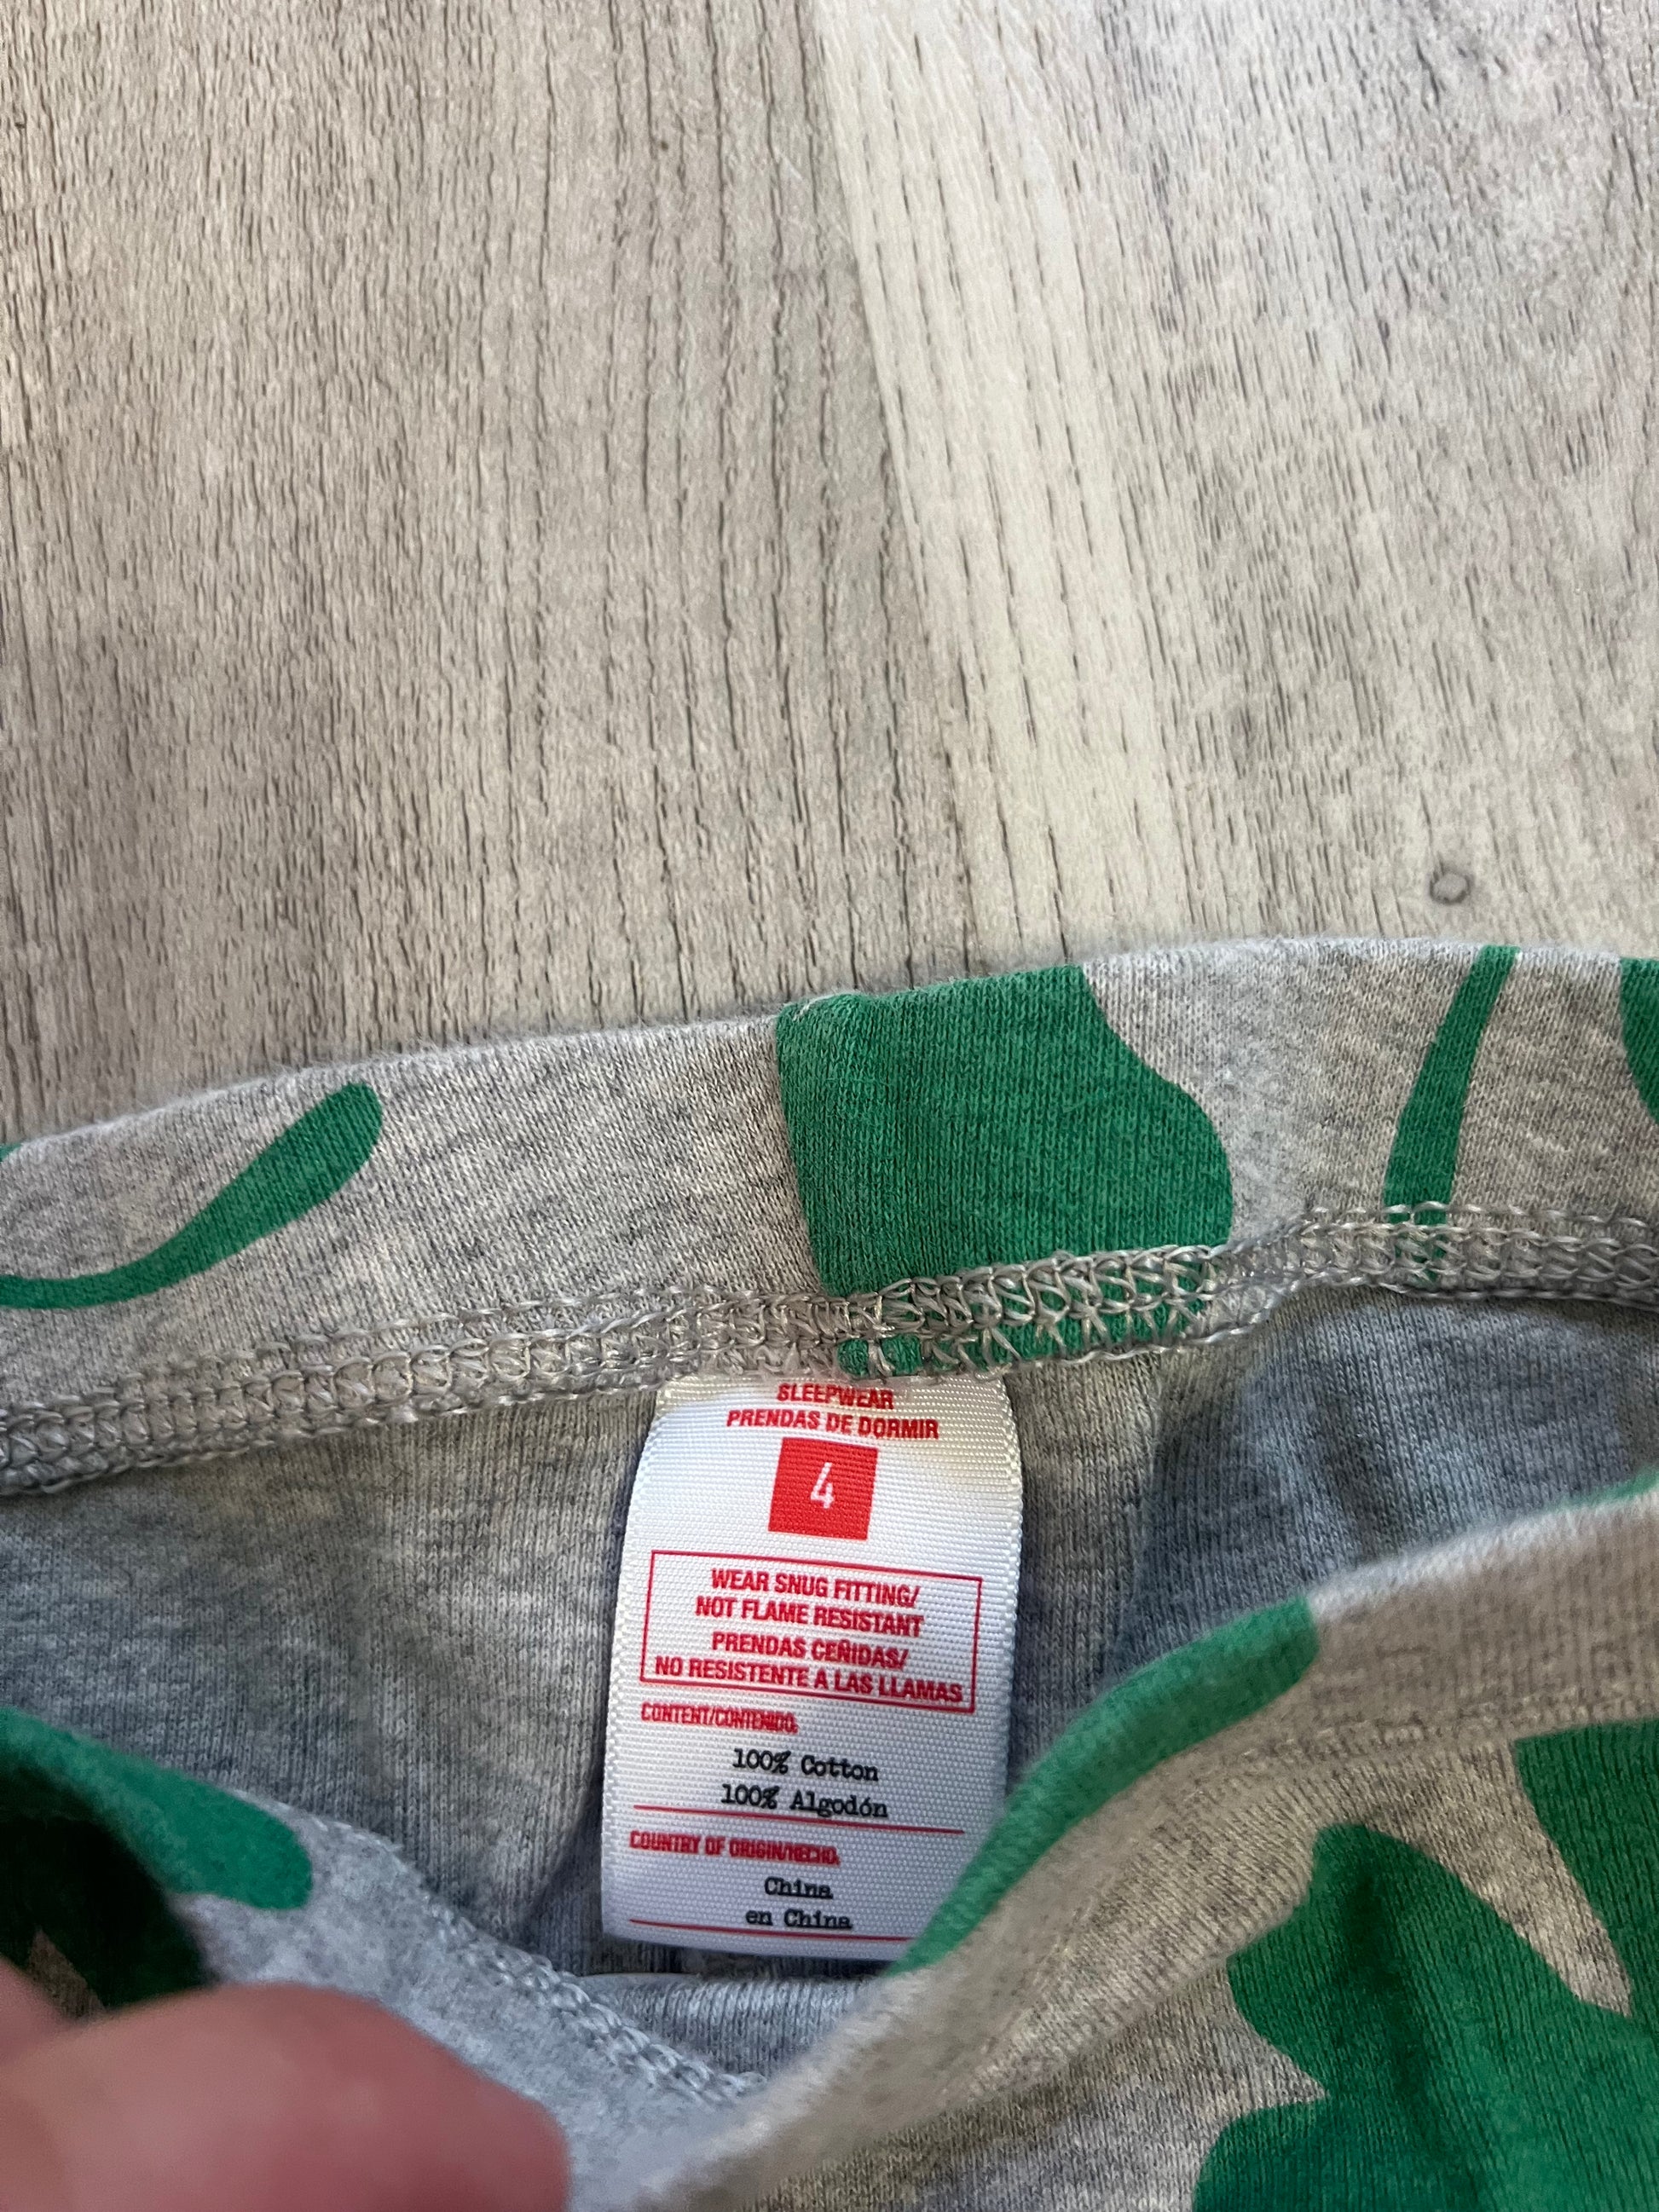 SLEEPWEAR
PRENDAS DE DORMIR
4
WEAR SNUG FITTING/
NOT FLAME RESISTANT
PRENDAS CEÑIDAS/
NO RESISTENTE A LAS LLAMAS
CONTENT/CONTENIDO:
100% Cotton
100% Algodón
COUNTRY OF ORIGIN/HECHO:
China
en China